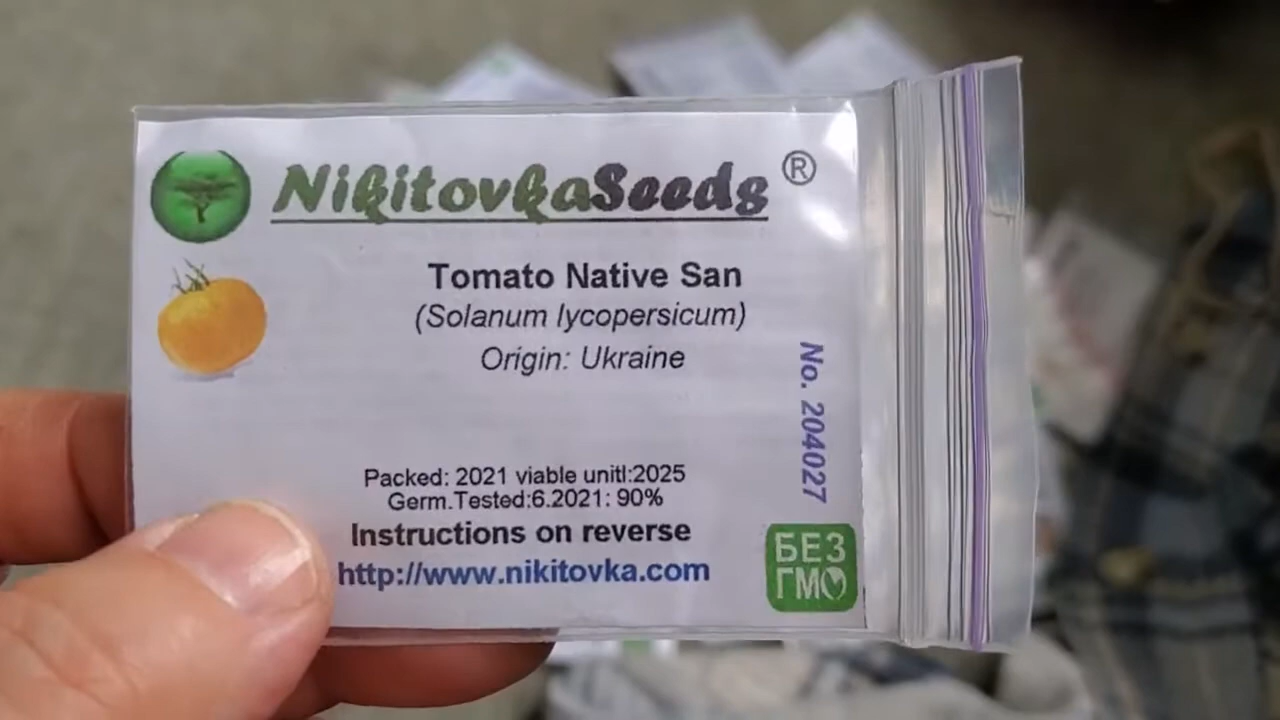 NikitovkaSeeds ®
Tomato Native San
(Solanum lycopersicum)
Origin: Ukraine
No. 204027
Packed: 2021 viable unitl:2025
Germ.Tested:6.2021: 90%
Instructions on reverse
http://www.nikitovka.com
БЕЗ
ГМО